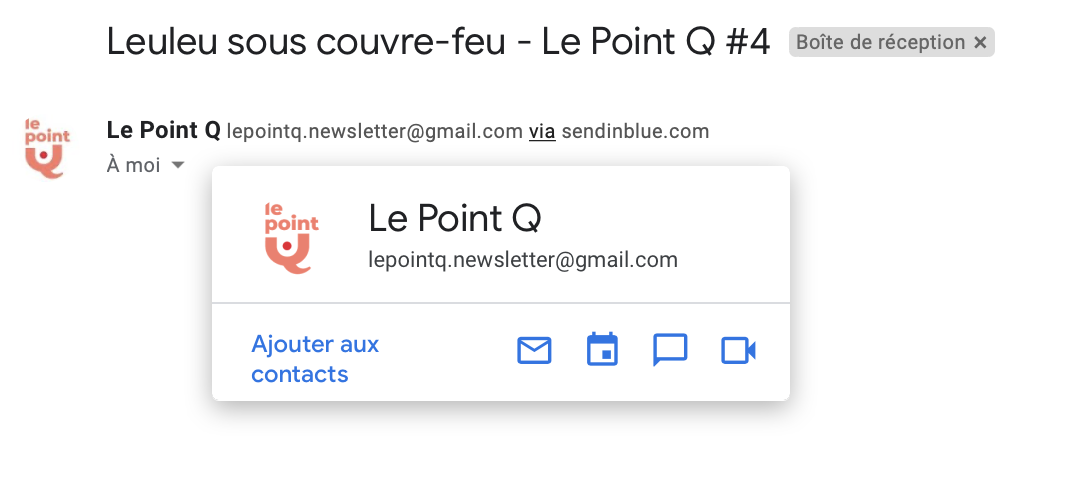 Leuleu sous couvre-feu - Le Point Q #4 Boîte de réception ×
le
point
Q
Le Point Q lepointq.newsletter@gmail.com via sendinblue.com
À moi
le
point
Q
Le Point Q
lepointq.newsletter@gmail.com
Ajouter aux
contacts